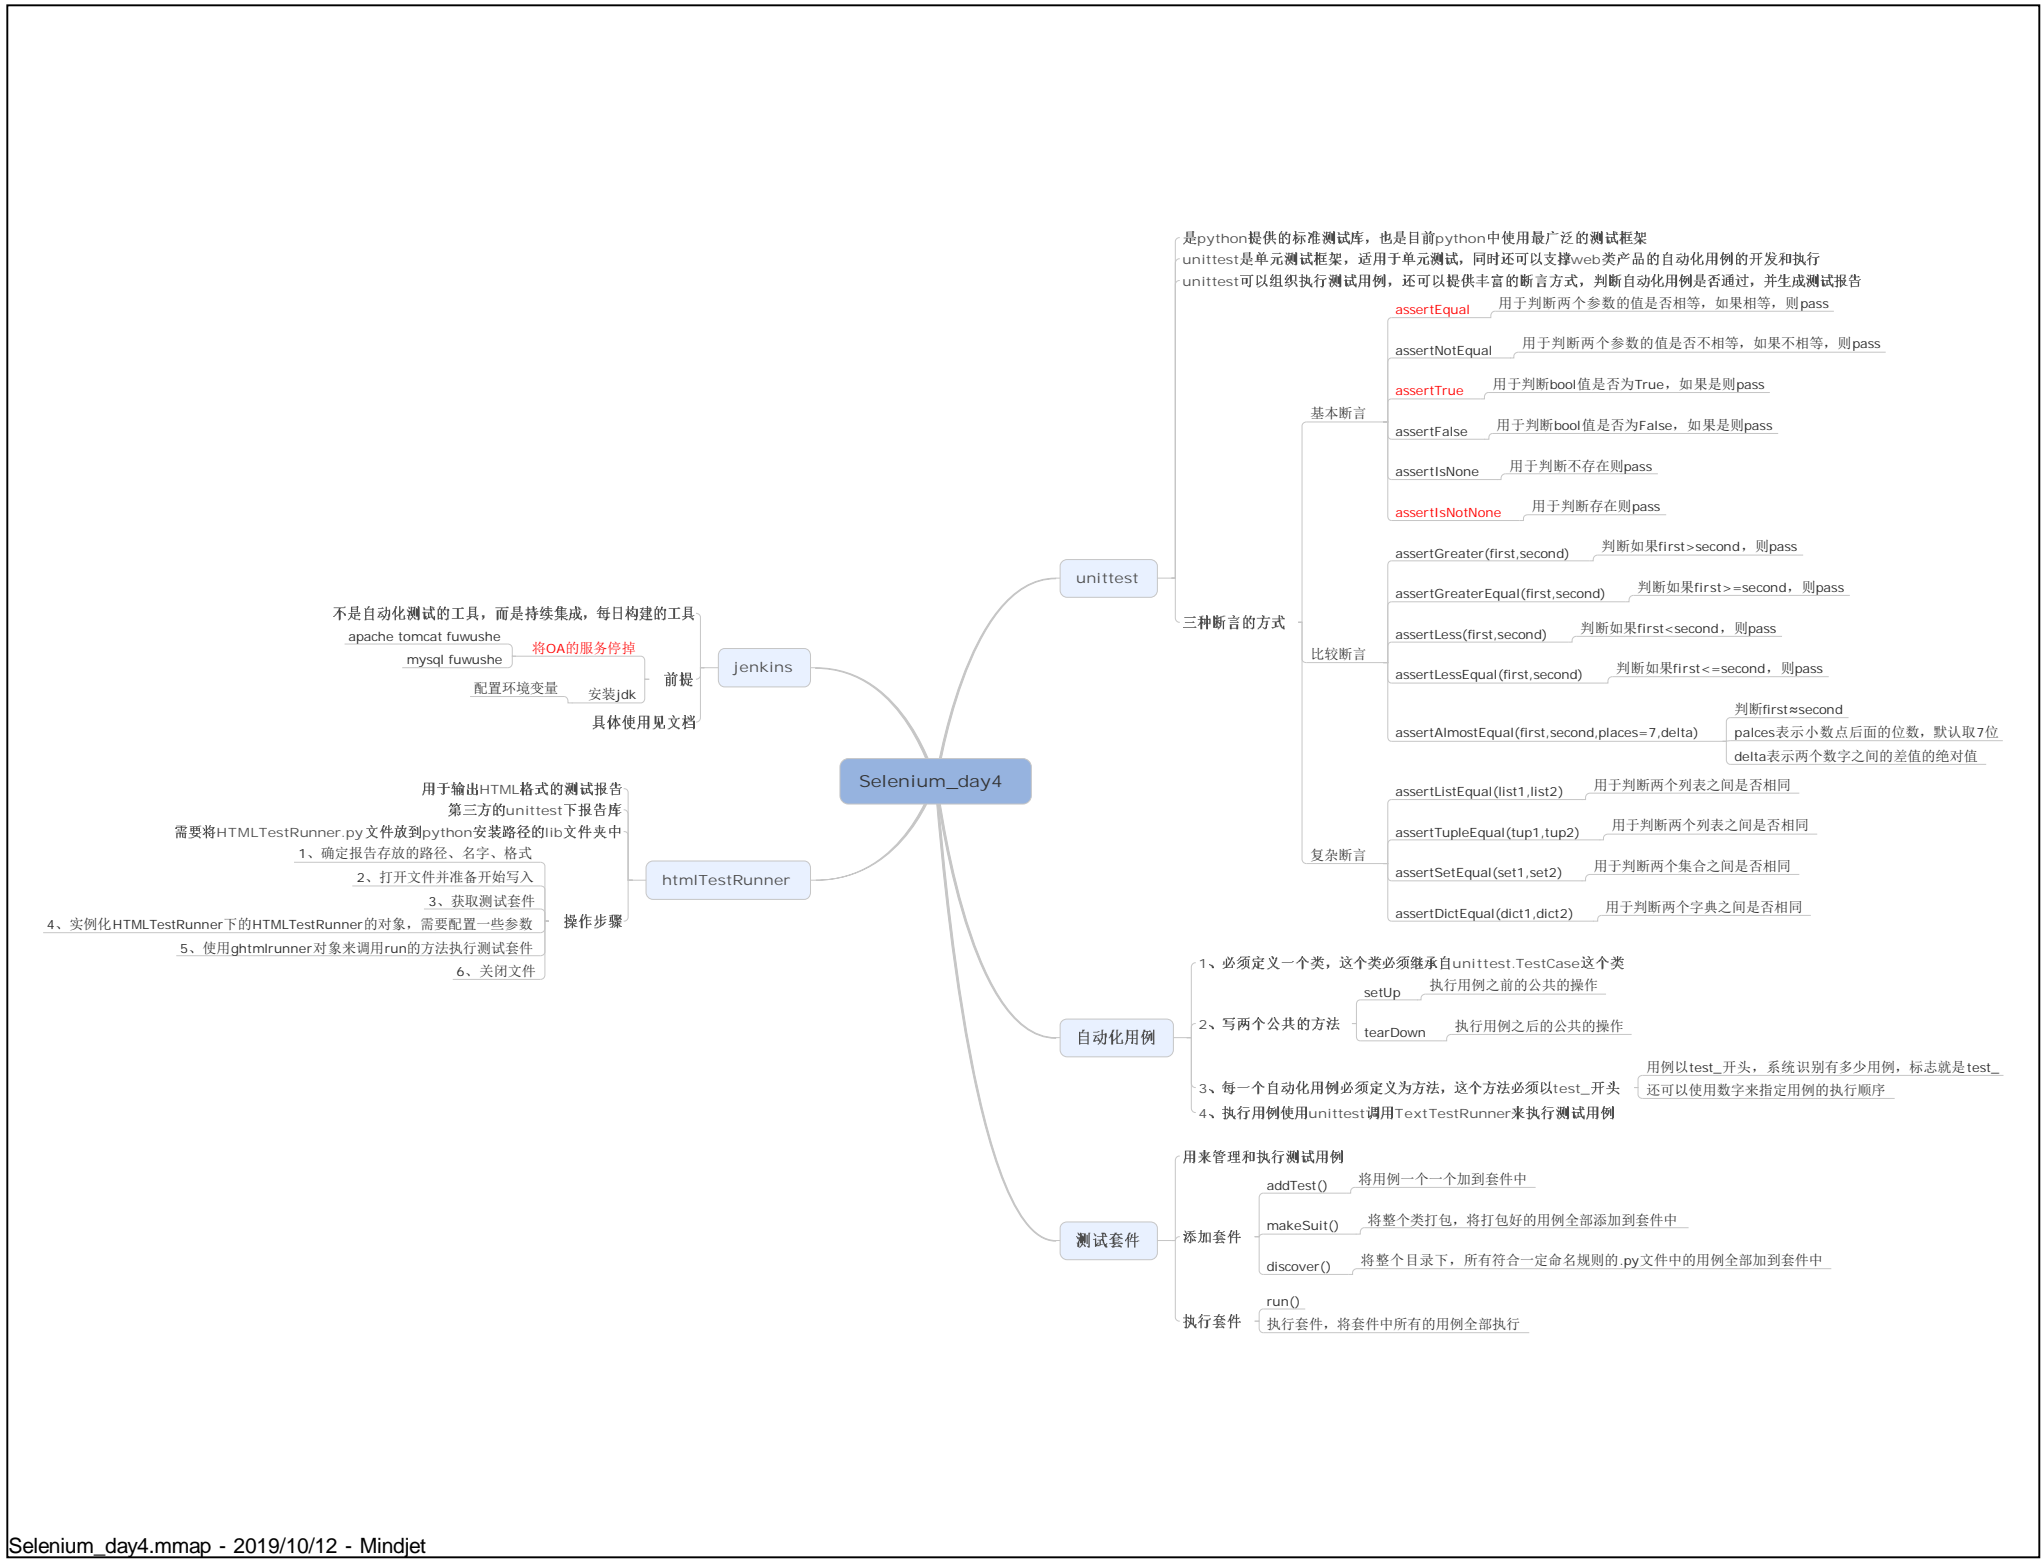 Selenium_day4
unittest
是python提供的标准测试库，也是目前python中使用最广泛的测试框架
unittest是单元测试框架，适用于单元测试，同时还可以支撑web类产品的自动化用例的开发和执行
unittest可以组织执行测试用例，还可以提供丰富的断言方式，判断自动化用例是否通过，并生成测试报告
三种断言的方式
基本断言
assertEqual
用于判断两个参数的值是否相等，如果相等，则pass
assertNotEqual
用于判断两个参数的值是否不相等，如果不相等，则pass
assertTrue
用于判断bool值是否为True，如果是则pass
assertFalse
用于判断bool值是否为False，如果是则pass
assertIsNone
用于判断不存在则pass
assertIsNotNone
用于判断存在则pass
比较断言
assertGreater(first,second)
判断如果first>second，则pass
assertGreaterEqual(first,second)
判断如果first>=second，则pass
assertLess(first,second)
判断如果first<second，则pass
assertLessEqual(first,second)
判断如果first<=second，则pass
assertAlmostEqual(first,second,places=7,delta)
判断first≈second
palces表示小数点后面的位数，默认取7位
delta表示两个数字之间的差值的绝对值
复杂断言
assertListEqual(list1,list2)
用于判断两个列表之间是否相同
assertTupleEqual(tup1,tup2)
用于判断两个列表之间是否相同
assertSetEqual(set1,set2)
用于判断两个集合之间是否相同
assertDictEqual(dict1,dict2)
用于判断两个字典之间是否相同
自动化用例
1、必须定义一个类，这个类必须继承自unittest.TestCase这个类
2、写两个公共的方法
setUp
执行用例之前的公共的操作
tearDown
执行用例之后的公共的操作
3、每一个自动化用例必须定义为方法，这个方法必须以test_开头
用例以test_开头，系统识别有多少用例，标志就是test_
还可以使用数字来指定用例的执行顺序
4、执行用例使用unittest调用TextTestRunner来执行测试用例
测试套件
用来管理和执行测试用例
添加套件
addTest()
将用例一个一个加到套件中
makeSuit()
将整个类打包，将打包好的用例全部添加到套件中
discover()
将整个目录下，所有符合一定命名规则的.py文件中的用例全部加到套件中
执行套件
run()
执行套件，将套件中所有的用例全部执行
jenkins
不是自动化测试的工具，而是持续集成，每日构建的工具
前提
将OA的服务停掉
apache tomcat fuwushe
mysql fuwushe
安装jdk
配置环境变量
具体使用见文档
htmlTestRunner
用于输出HTML格式的测试报告
第三方的unittest下报告库
需要将HTMLTestRunner.py文件放到python安装路径的lib文件夹中
操作步骤
1、确定报告存放的路径、名字、格式
2、打开文件并准备开始写入
3、获取测试套件
4、实例化HTMLTestRunner下的HTMLTestRunner的对象，需要配置一些参数
5、使用ghtmlrunner对象来调用run的方法执行测试套件
6、关闭文件
Selenium_day4.mmap - 2019/10/12 - Mindjet